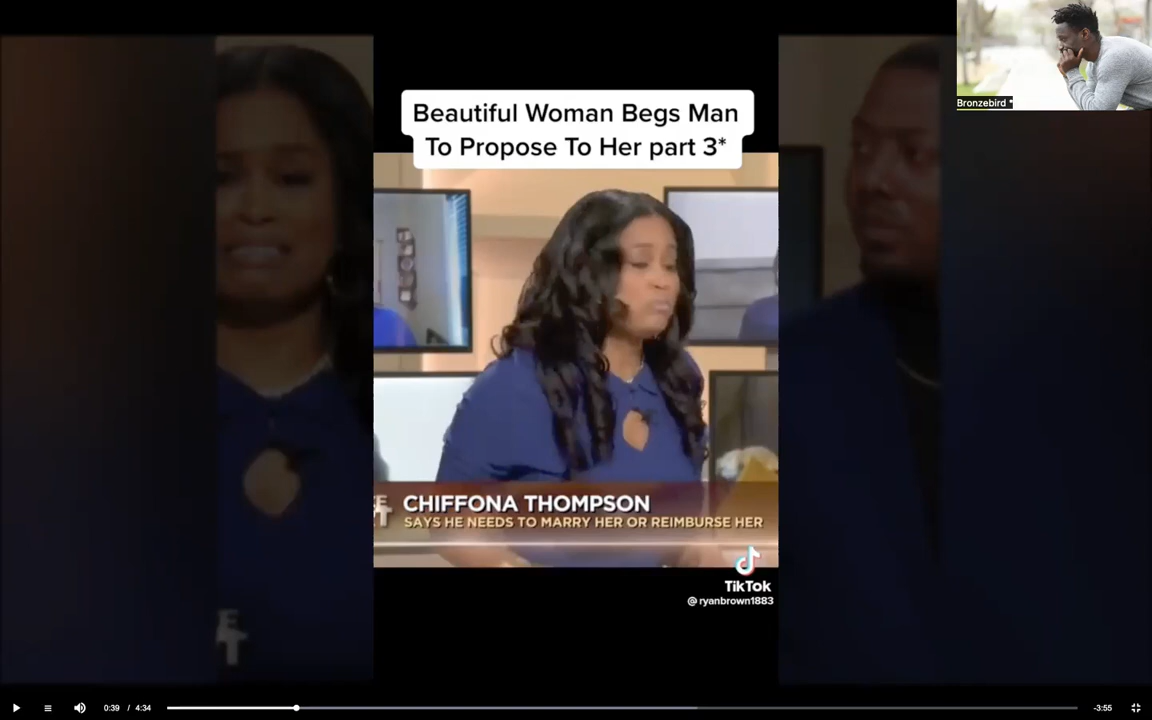 Bronzebird *
Beautiful Woman Begs Man
To Propose To Her part 3*
CHIFFONA THOMPSON
SAYS HE NEEDS TO MARRY HER OR REIMBURSE HER
TikTok
@ryanbrown1883
0:39 / 4:34
-3:55